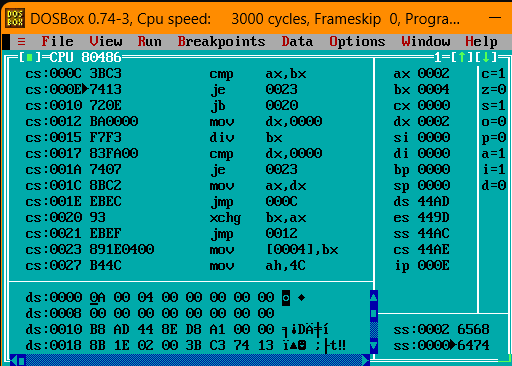 DOSBox 0.74-3, Cpu speed: 3000 cycles, Frameskip 0, Progra...
≡ File View Run Breakpoints Data Options Window Help
[■]=CPU 80486 1=[↑][↓]
cs:000C 3BC3 cmp ax,bx ax 0002 c=1
cs:000E►7413 je 0023 bx 0004 z=0
cs:0010 720E jb 0020 cx 0000 s=1
cs:0012 BA0000 mov dx,0000 dx 0002 o=0
cs:0015 F7F3 div bx si 0000 p=0
cs:0017 83FA00 cmp dx,0000 di 0000 a=1
cs:001A 7407 je 0023 bp 0000 i=1
cs:001C 8BC2 mov ax,dx sp 0000 d=0
cs:001E EBEC jmp 000C ds 44AD
cs:0020 93 xchg bx,ax es 449D
cs:0021 EBEF jmp 0012 ss 44AC
cs:0023 891E0400 mov [0004],bx cs 44AE
cs:0027 B44C mov ah,4C ip 000E
ds:0000 0A 00 04 00 00 00 00 00 ◙ ♦
ds:0008 00 00 00 00 00 00 00 00
ds:0010 B8 AD 44 8E D8 A1 00 00 ╕¡DÄ╪í ss:0002 6568
ds:0018 8B 1E 02 00 3B C3 74 13 ï▲☻ ;├t‼ ss:0000►6474